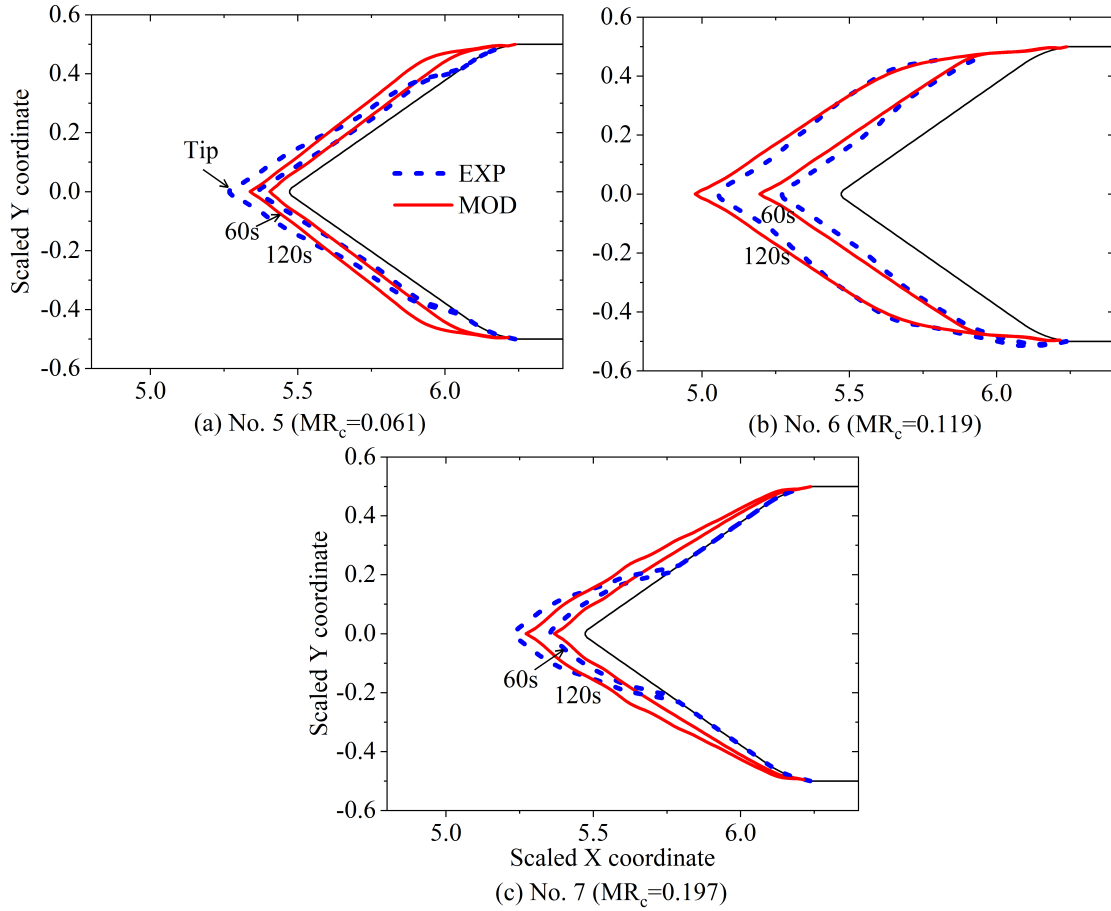 0.6
0.4
0.2
0.0
-0.2
-0.4
-0.6
Scaled Y coordinate
Tip
EXP
MOD
60s
120s
5.0
5.5
6.0
(a) No. 5 (MRc=0.061)
0.6
0.4
0.2
0.0
-0.2
-0.4
-0.6
60s
120s
5.0
5.5
6.0
(b) No. 6 (MRc=0.119)
0.6
0.4
0.2
0.0
-0.2
-0.4
-0.6
Scaled Y coordinate
60s
120s
5.0
5.5
6.0
Scaled X coordinate
(c) No. 7 (MRc=0.197)